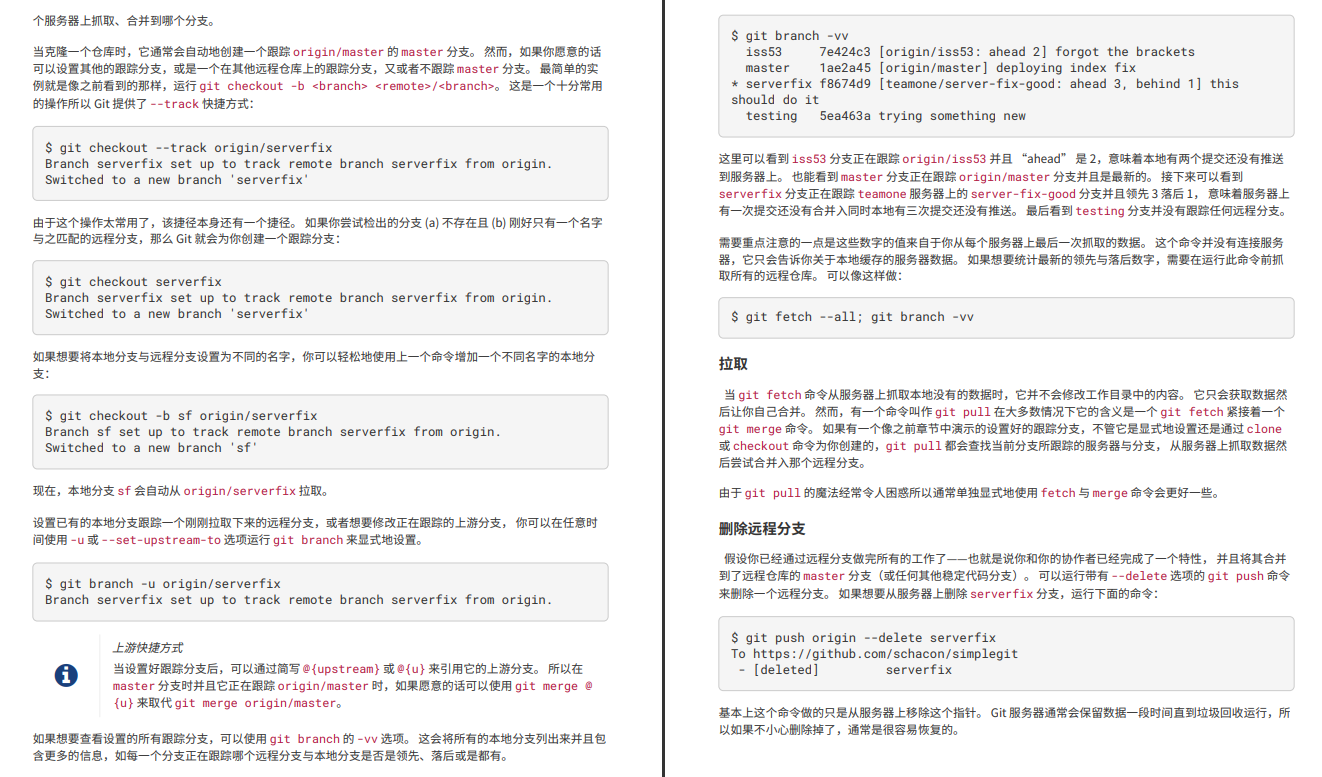 个服务器上抓取、合并到哪个分支。
当克隆一个仓库时，它通常会自动地创建一个跟踪 origin/master 的 master 分支。 然而，如果你愿意的话
可以设置其他的跟踪分支，或是一个在其他远程仓库上的跟踪分支，又或者不跟踪 master 分支。 最简单的实
例就是像之前看到的那样，运行 git checkout -b <branch> <remote>/<branch>。 这是一个十分常用
的操作所以 Git 提供了 --track 快捷方式：
$ git checkout --track origin/serverfix
Branch serverfix set up to track remote branch serverfix from origin.
Switched to a new branch 'serverfix'
由于这个操作太常用了，该捷径本身还有一个捷径。 如果你尝试检出的分支 (a) 不存在且 (b) 刚好只有一个名字
与之匹配的远程分支，那么 Git 就会为你创建一个跟踪分支：
$ git checkout serverfix
Branch serverfix set up to track remote branch serverfix from origin.
Switched to a new branch 'serverfix'
如果想要将本地分支与远程分支设置为不同的名字，你可以轻松地使用上一个命令增加一个不同名字的本地分
支：
$ git checkout -b sf origin/serverfix
Branch sf set up to track remote branch serverfix from origin.
Switched to a new branch 'sf'
现在，本地分支 sf 会自动从 origin/serverfix 拉取。
设置已有的本地分支跟踪一个刚刚拉取下来的远程分支，或者想要修改正在跟踪的上游分支， 你可以在任意时
间使用 -u 或 --set-upstream-to 选项运行 git branch 来显式地设置。
$ git branch -u origin/serverfix
Branch serverfix set up to track remote branch serverfix from origin.
上游快捷方式
当设置好跟踪分支后，可以通过简写 @{upstream} 或 @{u} 来引用它的上游分支。 所以在
master 分支时并且它正在跟踪 origin/master 时，如果愿意的话可以使用 git merge @
{u} 来取代 git merge origin/master。
如果想要查看设置的所有跟踪分支，可以使用 git branch 的 -vv 选项。 这会将所有的本地分支列出来并且包
含更多的信息，如每一个分支正在跟踪哪个远程分支与本地分支是否是领先、落后或是都有。
$ git branch -vv
  iss53     7e424c3 [origin/iss53: ahead 2] forgot the brackets
  master    1ae2a45 [origin/master] deploying index fix
* serverfix f8674d9 [teamone/server-fix-good: ahead 3, behind 1] this
should do it
  testing   5ea463a trying something new
这里可以看到 iss53 分支正在跟踪 origin/iss53 并且 “ahead” 是 2，意味着本地有两个提交还没有推送
到服务器上。 也能看到 master 分支正在跟踪 origin/master 分支并且是最新的。 接下来可以看到
serverfix 分支正在跟踪 teamone 服务器上的 server-fix-good 分支并且领先 3 落后 1， 意味着服务器上
有一次提交还没有合并入同时本地有三次提交还没有推送。 最后看到 testing 分支并没有跟踪任何远程分支。
需要重点注意的一点是这些数字的值来自于你从每个服务器上最后一次抓取的数据。 这个命令并没有连接服务
器，它只会告诉你关于本地缓存的服务器数据。 如果想要统计最新的领先与落后数字，需要在运行此命令前抓
取所有的远程仓库。 可以像这样做：
$ git fetch --all; git branch -vv
拉取
当 git fetch 命令从服务器上抓取本地没有的数据时，它并不会修改工作目录中的内容。 它只会获取数据然
后让你自己合并。 然而，有一个命令叫作 git pull 在大多数情况下它的含义是一个 git fetch 紧接着一个
git merge 命令。 如果有一个像之前章节中演示的设置好的跟踪分支，不管它是显式地设置还是通过 clone
或 checkout 命令为你创建的，git pull 都会查找当前分支所跟踪的服务器与分支， 从服务器上抓取数据然
后尝试合并入那个远程分支。
由于 git pull 的魔法经常令人困惑所以通常单独显式地使用 fetch 与 merge 命令会更好一些。
删除远程分支
假设你已经通过远程分支做完所有的工作了——也就是说你和你的协作者已经完成了一个特性， 并且将其合并
到了远程仓库的 master 分支（或任何其他稳定代码分支）。 可以运行带有 --delete 选项的 git push 命令
来删除一个远程分支。 如果想要从服务器上删除 serverfix 分支，运行下面的命令：
$ git push origin --delete serverfix
To https://github.com/schacon/simplegit
 - [deleted]         serverfix
基本上这个命令做的只是从服务器上移除这个指针。 Git 服务器通常会保留数据一段时间直到垃圾回收运行，所
以如果不小心删除掉了，通常是很容易恢复的。